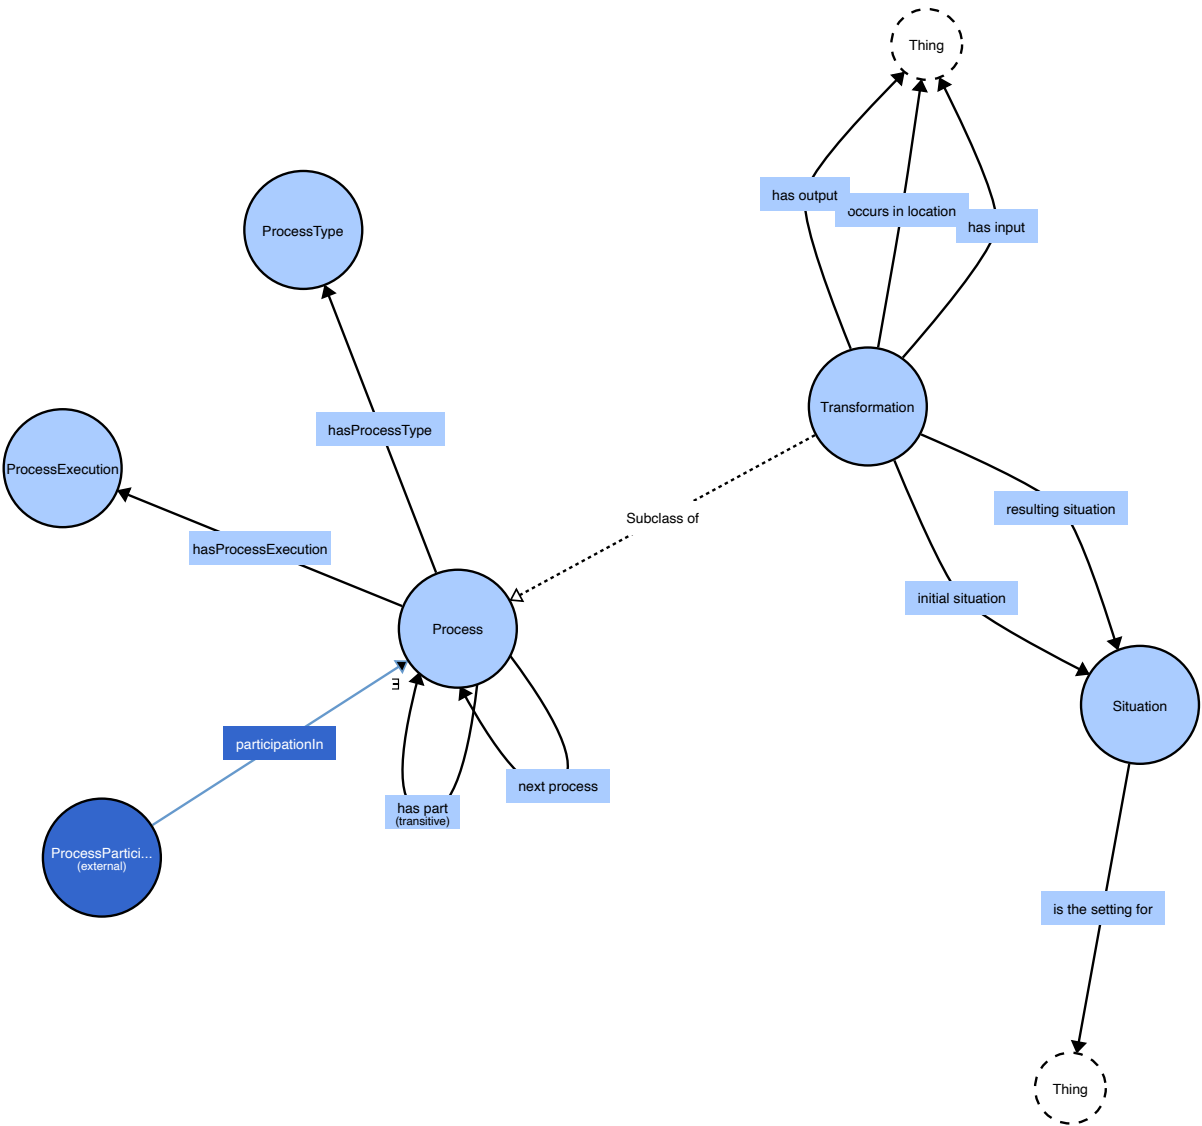 Thing
has output
occurs in location
has input
ProcessType
Transformation
hasProcessType
ProcessExecution
resulting situation
Subclass of
hasProcessExecution
initial situation
Process
∃
Situation
participationIn
next process
has part
(transitive)
ProcessPartici...
(external)
is the setting for
Thing